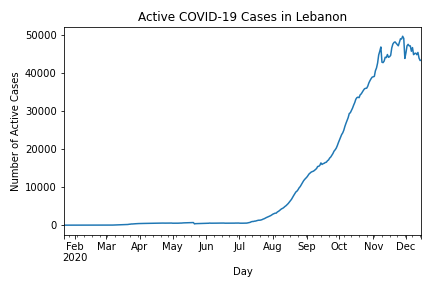 Active COVID-19 Cases in Lebanon
50000
40000
30000
20000
10000
0
Number of Active Cases
Feb Mar Apr May Jun Jul Aug Sep Oct Nov Dec
2020
Day